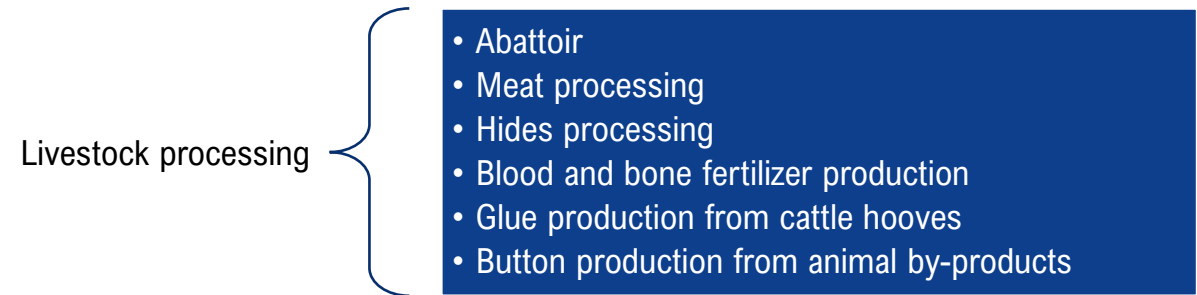 Livestock processing
• Abattoir
• Meat processing
• Hides processing
• Blood and bone fertilizer production
• Glue production from cattle hooves
• Button production from animal by-products